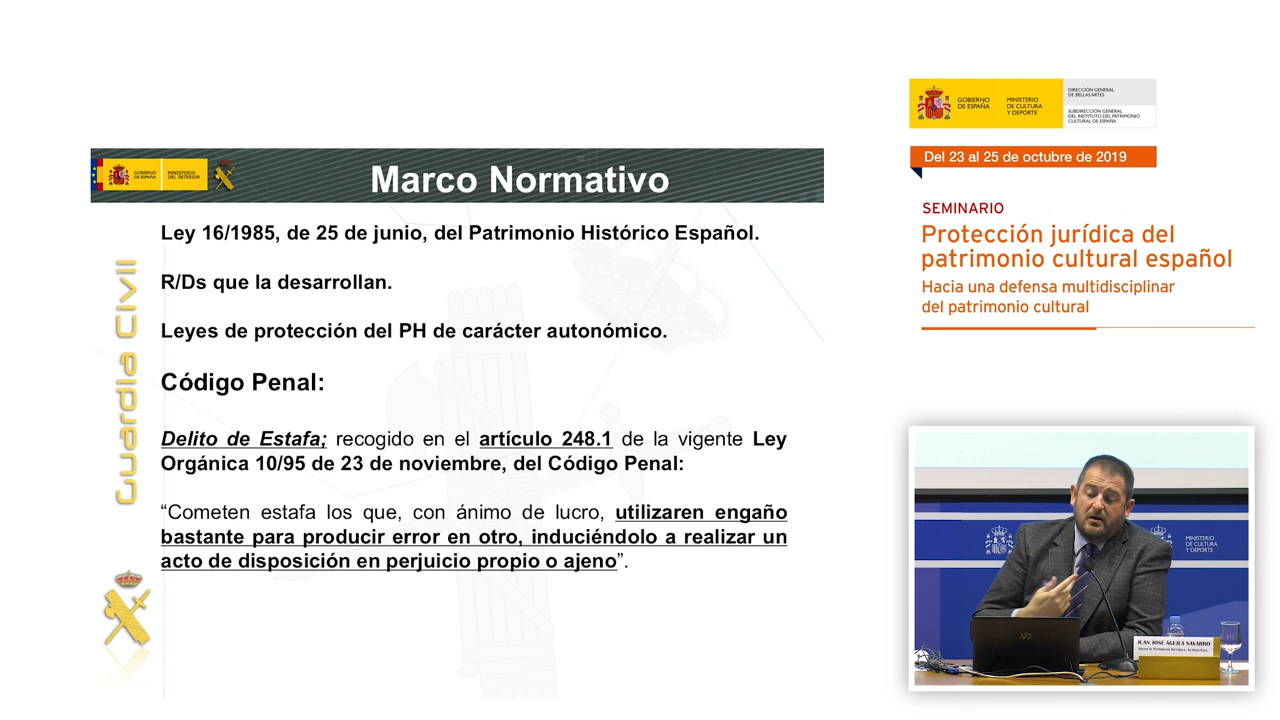 GOBIERNO
DE ESPAÑA
MINISTERIO
DEL INTERIOR
Marco Normativo
Guardia Civil
Ley 16/1985, de 25 de junio, del Patrimonio Histórico Español.
R/Ds que la desarrollan.
Leyes de protección del PH de carácter autonómico.
Código Penal:
Delito de Estafa; recogido en el artículo 248.1 de la vigente Ley
Orgánica 10/95 de 23 de noviembre, del Código Penal:
“Cometen estafa los que, con ánimo de lucro, utilizaren engaño
bastante para producir error en otro, induciéndolo a realizar un
acto de disposición en perjuicio propio o ajeno”.
GOBIERNO
DE ESPAÑA
MINISTERIO
DE CULTURA
Y DEPORTE
DIRECCIÓN GENERAL
DE BELLAS ARTES
SUBDIRECCIÓN GENERAL
DEL INSTITUTO DEL PATRIMONIO
CULTURAL DE ESPAÑA
Del 23 al 25 de octubre de 2019
SEMINARIO
Protección jurídica del
patrimonio cultural español
Hacia una defensa multidisciplinar
del patrimonio cultural
MINISTERIO
DE CULTURA
Y DEPORTE
JUAN JOSÉ ÁGUILA NAVARRO